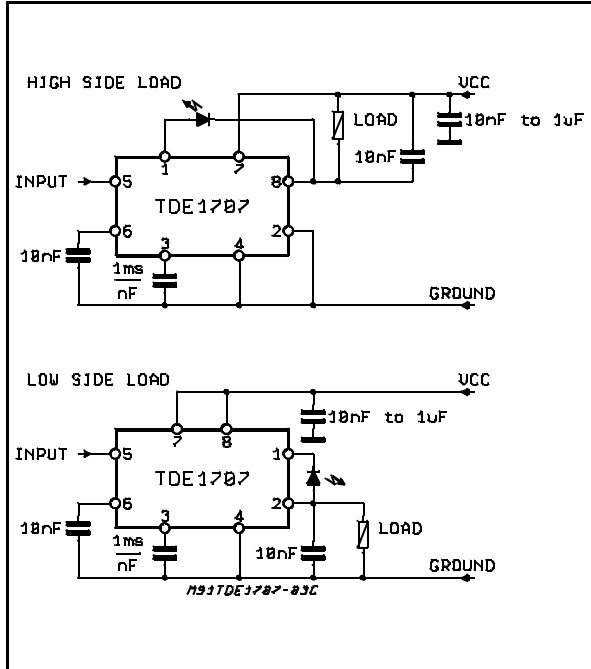 HIGH SIDE LOAD
VCC
LOAD
10nF to 1uF
10nF
1
7
INPUT
5
8
TDE1707
6
2
10nF
3
4
1ms
nF
GROUND
LOW SIDE LOAD
VCC
10nF to 1uF
7
8
INPUT
5
1
TDE1707
6
2
10nF
3
4
1ms
nF
10nF
LOAD
GROUND
M91TDE1707-03C